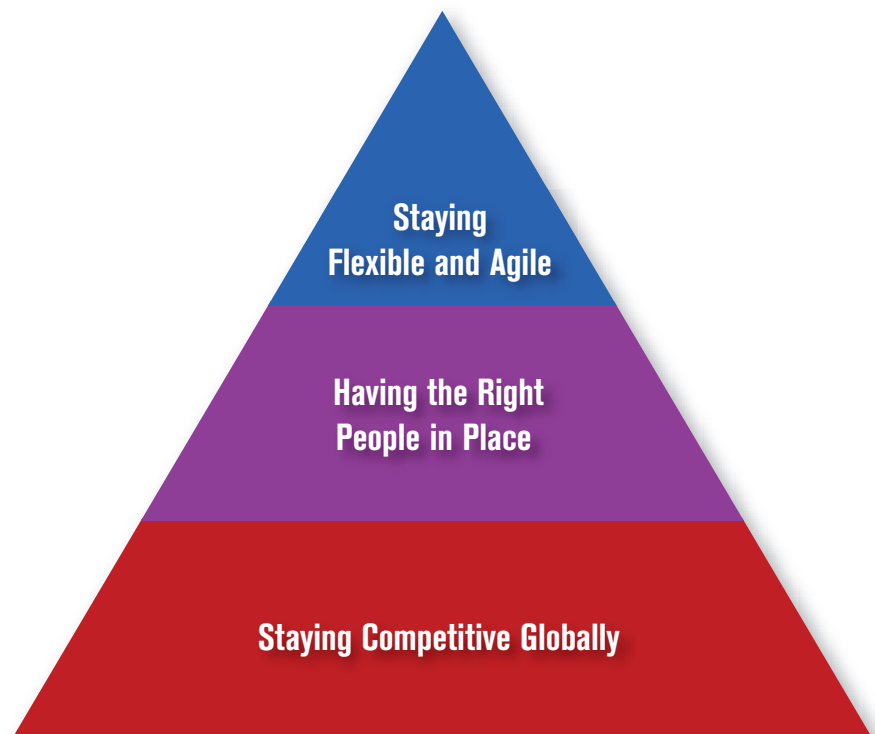 Staying
Flexible and Agile
Having the Right
People in Place
Staying Competitive Globally